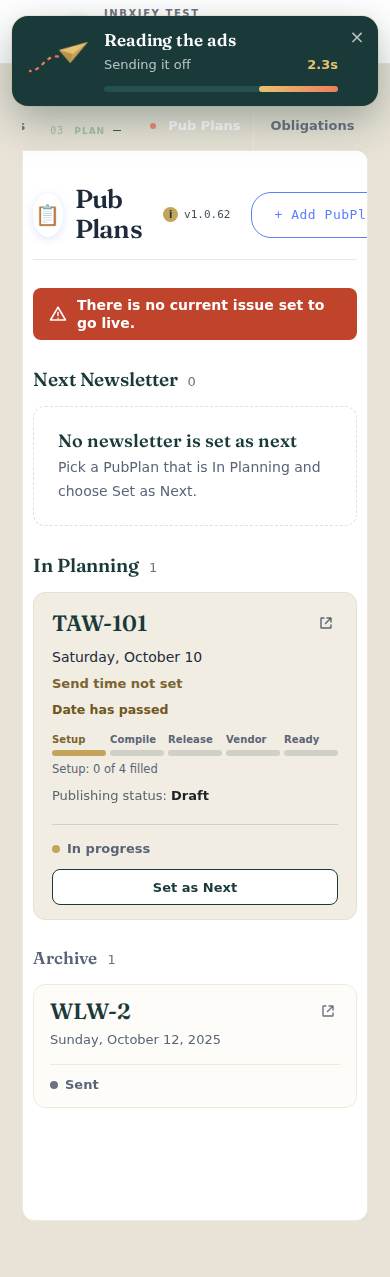 INBXIFY TEST
Reading the ads
Sending it off
2.3s
03 PLAN —
Pub Plans
Obligations
Pub
Plans
i v1.0.62
+ Add PubPl
There is no current issue set to
go live.
Next Newsletter 0
No newsletter is set as next
Pick a PubPlan that is In Planning and
choose Set as Next.
In Planning 1
TAW-101
Saturday, October 10
Send time not set
Date has passed
Setup Compile Release Vendor Ready
Setup: 0 of 4 filled
Publishing status: Draft
In progress
Set as Next
Archive 1
WLW-2
Sunday, October 12, 2025
Sent